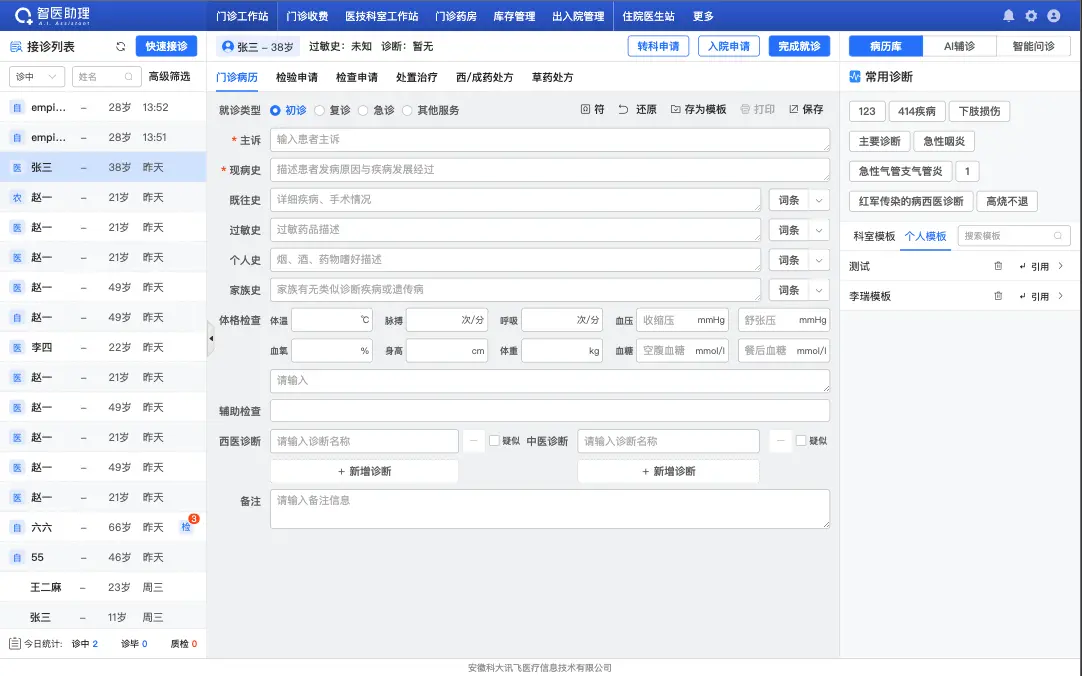 智医助理 门诊工作站 门诊收费 医技科室工作站 门诊药房 库存管理 出入院管理 住院医生站 更多
A.I. Assistant
接诊列表 快速接诊
诊中 姓名 高级筛选
自 empi... – 28岁 13:52
自 empi... – 28岁 13:51
医 张三 – 38岁 昨天
农 赵一 – 21岁 昨天
医 赵一 – 21岁 昨天
医 赵一 – 21岁 昨天
医 赵一 – 49岁 昨天
自 赵一 – 49岁 昨天
医 李四 – 22岁 昨天
医 赵一 – 21岁 昨天
医 赵一 – 49岁 昨天
医 赵一 – 21岁 昨天
医 赵一 – 49岁 昨天
医 赵一 – 21岁 昨天
自 六六 – 66岁 昨天 检 3
自 55 – 46岁 昨天
王二麻 – 23岁 周三
张三 – 11岁 周三
今日统计: 诊中 2 诊毕 0 质检 0
张三 – 38岁 过敏史: 未知 诊断: 暂无 转科申请 入院申请 完成就诊
门诊病历 检验申请 检查申请 处置治疗 西/成药处方 草药处方
就诊类型 初诊 复诊 急诊 其他服务 符 还原 存为模板 打印 保存
* 主诉 输入患者主诉
* 现病史 描述患者发病原因与疾病发展经过
既往史 详细疾病、手术情况 词条
过敏史 过敏药品描述 词条
个人史 烟、酒、药物嗜好描述 词条
家族史 家族有无类似诊断疾病或遗传病 词条
体格检查 体温 ℃ 脉搏 次/分 呼吸 次/分 血压 收缩压 mmHg 舒张压 mmHg
血氧 % 身高 cm 体重 kg 血糖 空腹血糖 mmol/l 餐后血糖 mmol/l
请输入
辅助检查
西医诊断 请输入诊断名称 – 疑似 中医诊断 请输入诊断名称 – 疑似
+ 新增诊断 + 新增诊断
备注 请输入备注信息
病历库 AI辅诊 智能问诊
常用诊断
123 414疾病 下肢损伤
主要诊断 急性咽炎
急性气管支气管炎 1
红军传染的病西医诊断 高烧不退
科室模板 个人模板 搜索模板
测试 引用
李瑞模板 引用
安徽科大讯飞医疗信息技术有限公司